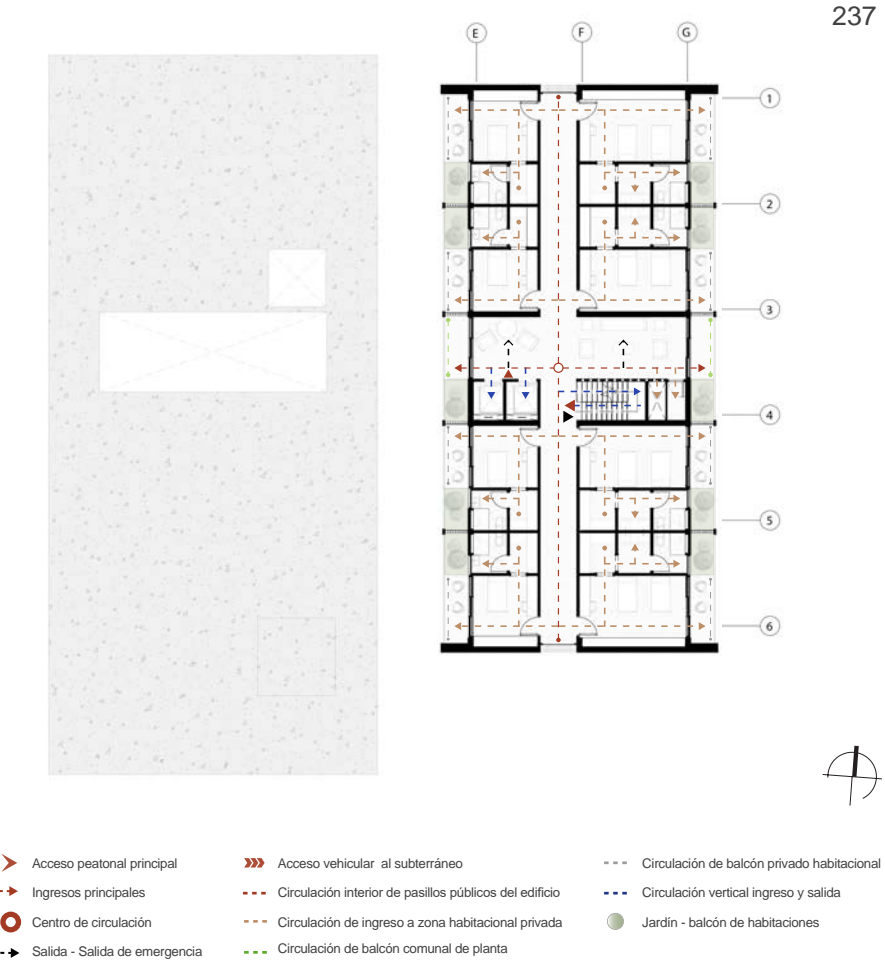 237
E F G
1
2
3
4
5
6
Acceso peatonal principal
Ingresos principales
Centro de circulación
Salida - Salida de emergencia
Acceso vehicular al subterráneo
Circulación interior de pasillos públicos del edificio
Circulación de ingreso a zona habitacional privada
Circulación de balcón comunal de planta
Circulación de balcón privado habitacional
Circulación vertical ingreso y salida
Jardín - balcón de habitaciones